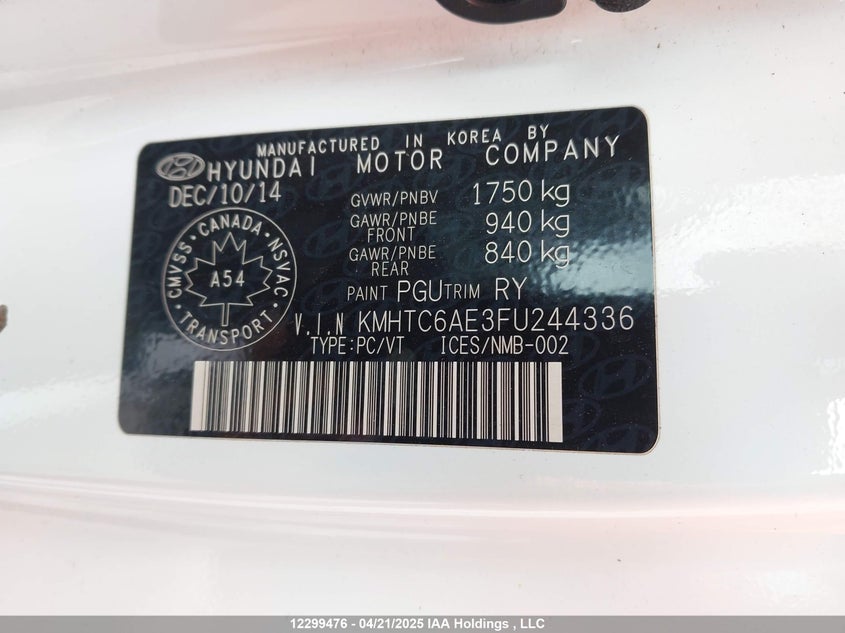 MANUFACTURED IN KOREA BY
HYUNDAI MOTOR COMPANY
DEC/10/14
GVWR/PNBV 1750 kg
GAWR/PNBE FRONT 940 kg
GAWR/PNBE REAR 840 kg
CMVSS · CANADA · NSVAC
A54
TRANSPORT
PAINT PGU TRIM RY
V.I.N KMHTC6AE3FU244336
TYPE:PC/VT ICES/NMB-002
12299476 - 04/21/2025 IAA Holdings , LLC